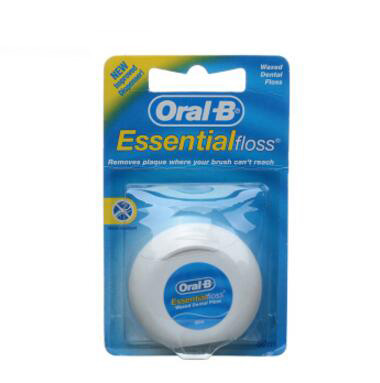 NEW
Improved
Dispenser!
Waxed
Dental
Floss
Oral-B
Essentialfloss®
Removes plaque where your brush can't reach
Oral-B
Essentialfloss®
Waxed Dental Floss